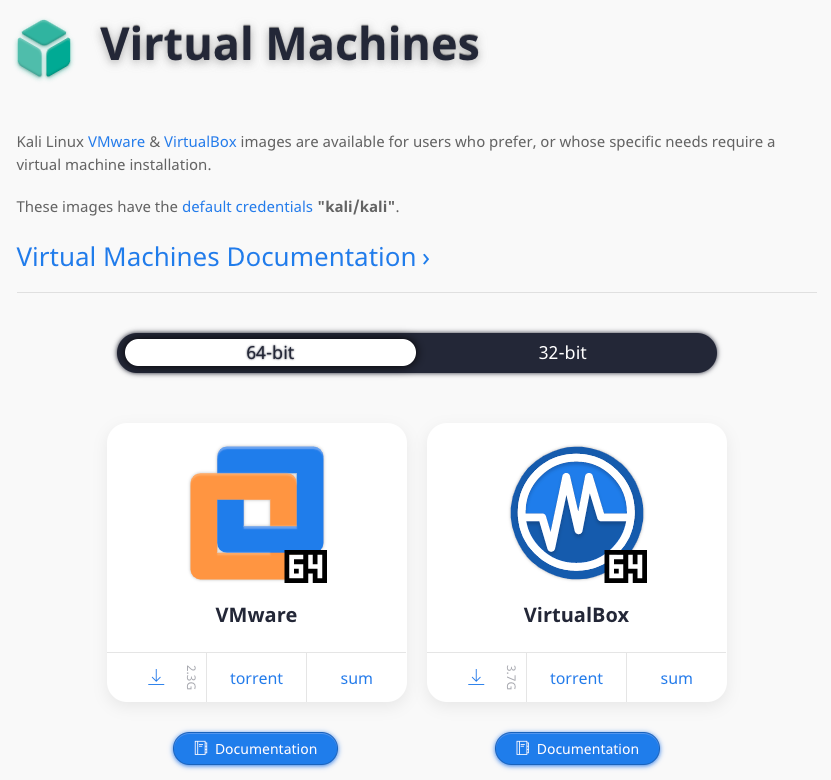 Virtual Machines
Kali Linux VMware & VirtualBox images are available for users who prefer, or whose specific needs require a
virtual machine installation.
These images have the default credentials "kali/kali".
Virtual Machines Documentation ›
64-bit 32-bit
64 64
VMware VirtualBox
2.3G torrent sum 3.7G torrent sum
Documentation Documentation